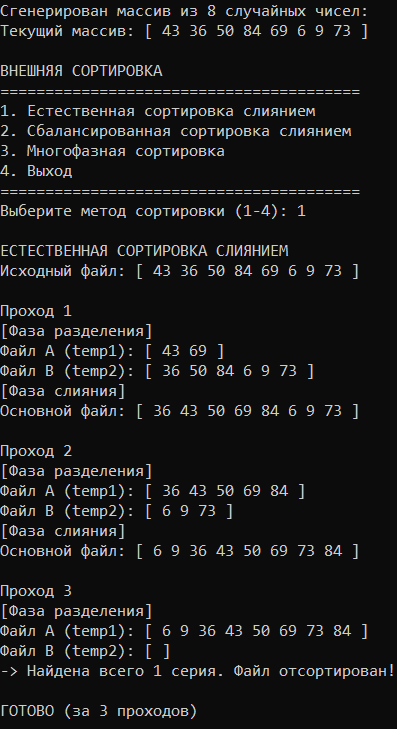 Сгенерирован массив из 8 случайных чисел:
Текущий массив: [ 43 36 50 84 69 6 9 73 ]
ВНЕШНЯЯ СОРТИРОВКА
========================================
1. Естественная сортировка слиянием
2. Сбалансированная сортировка слиянием
3. Многофазная сортировка
4. Выход
========================================
Выберите метод сортировки (1-4): 1
ЕСТЕСТВЕННАЯ СОРТИРОВКА СЛИЯНИЕМ
Исходный файл: [ 43 36 50 84 69 6 9 73 ]
Проход 1
[Фаза разделения]
Файл A (temp1): [ 43 69 ]
Файл B (temp2): [ 36 50 84 6 9 73 ]
[Фаза слияния]
Основной файл: [ 36 43 50 69 84 6 9 73 ]
Проход 2
[Фаза разделения]
Файл A (temp1): [ 36 43 50 69 84 ]
Файл B (temp2): [ 6 9 73 ]
[Фаза слияния]
Основной файл: [ 6 9 36 43 50 69 73 84 ]
Проход 3
[Фаза разделения]
Файл A (temp1): [ 6 9 36 43 50 69 73 84 ]
Файл B (temp2): [ ]
-> Найдена всего 1 серия. Файл отсортирован!
ГОТОВО (за 3 проходов)